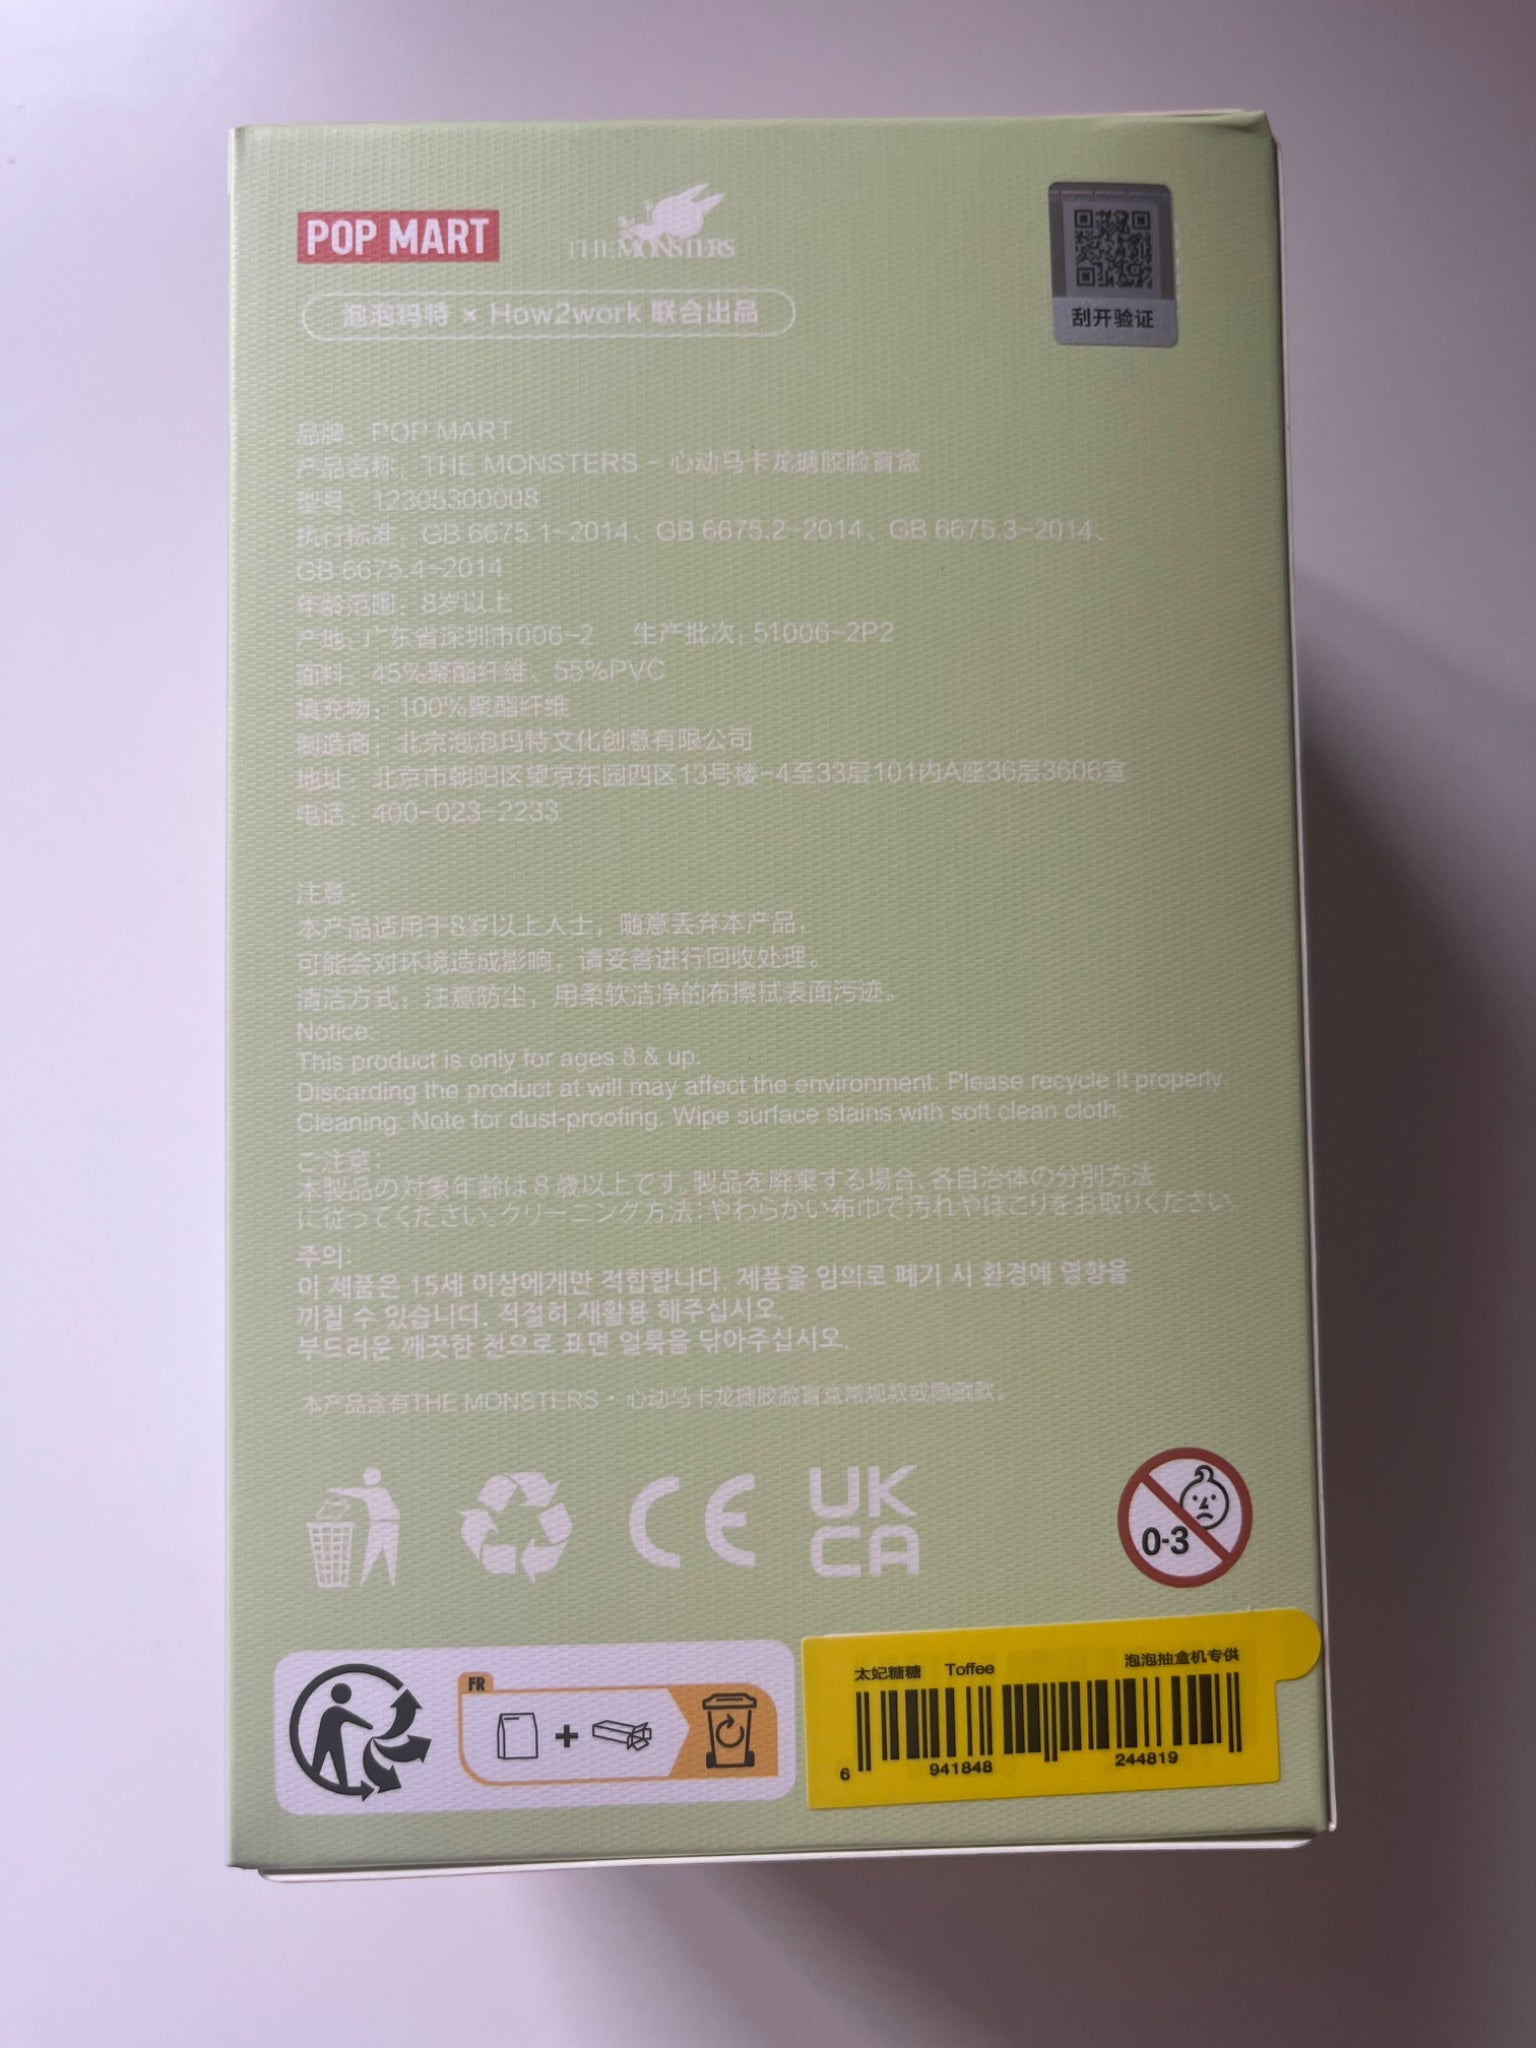 POP MART
THE MONSTERS
泡泡玛特 × How2work 联合出品
刮开验证
品牌：POP MART
产品名称：THE MONSTERS - 心动马卡龙搪胶脸盲盒
型号：12305300008
执行标准：GB 6675.1-2014、GB 6675.2-2014、GB 6675.3-2014、
GB 6675.4-2014
年龄范围：8岁以上
产地：广东省深圳市006-2 生产批次：51006-2P2
面料：45%聚酯纤维、55%PVC
填充物：100%聚酯纤维
制造商：北京泡泡玛特文化创意有限公司
地址：北京市朝阳区望京东园四区13号楼-4至33层101内A座36层3606室
电话：400-023-2233
注意：
本产品适用于8岁以上人士，随意丢弃本产品，
可能会对环境造成影响，请妥善进行回收处理。
清洁方式：注意防尘，用柔软洁净的布擦拭表面污迹。
Notice:
This product is only for ages 8 & up.
Discarding the product at will may affect the environment. Please recycle it properly.
Cleaning: Note for dust-proofing. Wipe surface stains with soft clean cloth.
ご注意：
本製品の対象年齢は8歳以上です。製品を廃棄する場合、各自治体の分別方法
に従ってください。クリーニング方法：やわらかい布巾で汚れやほこりをお取りください。
주의:
이 제품은 15세 이상에게만 적합합니다. 제품을 임의로 폐기 시 환경에 영향을
끼칠 수 있습니다. 적절히 재활용 해주십시오.
부드러운 깨끗한 천으로 표면 얼룩을 닦아주십시오.
本产品含有THE MONSTERS - 心动马卡龙搪胶脸盲盒常规款或隐藏款。
CE
UK
CA
0-3
FR
太妃糖糖 Toffee 泡泡抽盒机专供
6 941848 244819